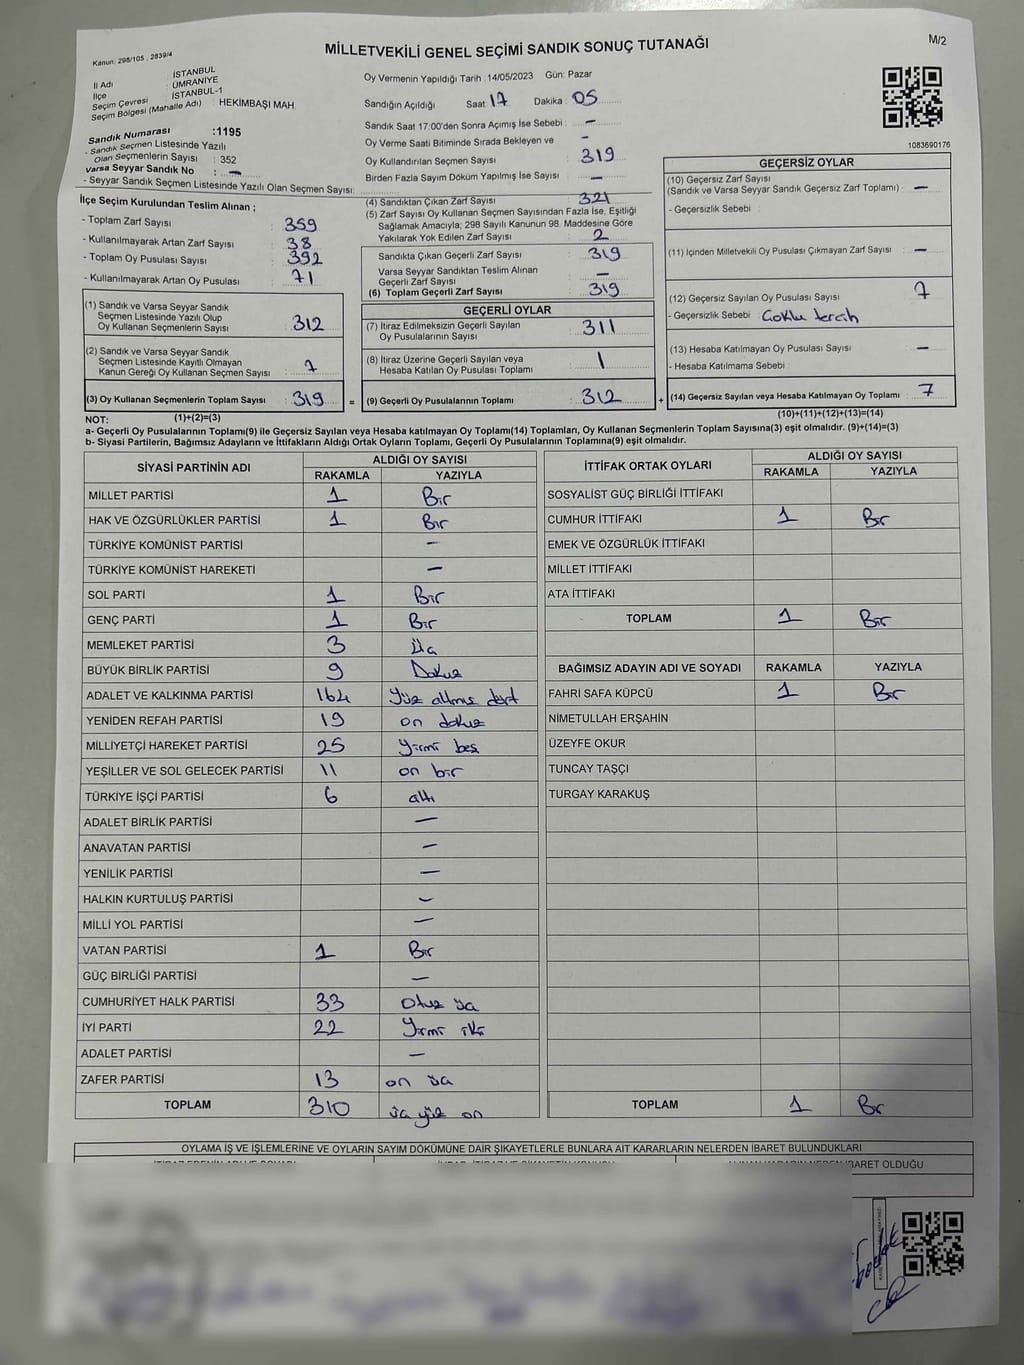 MİLLETVEKİLİ GENEL SEÇİMİ SANDIK SONUÇ TUTANAĞI
M/2
Kanun: 298/105 , 2839/4
İl Adı : İSTANBUL
İlçe : ÜMRANİYE
Seçim Çevresi : İSTANBUL-1
Seçim Bölgesi (Mahalle Adı) : HEKİMBAŞI MAH.
Sandık Numarası :1195
- Sandık Seçmen Listesinde Yazılı
Olan Seçmenlerin Sayısı : 352
Varsa Seyyar Sandık No : —
- Seyyar Sandık Seçmen Listesinde Yazılı Olan Seçmen Sayısı:
Oy Vermenin Yapıldığı Tarih :14/05/2023 Gün: Pazar
Sandığın Açıldığı Saat: 17 Dakika : 05
Sandık Saat 17:00'den Sonra Açımış İse Sebebi : —
Oy Verme Saati Bitiminde Sırada Bekleyen ve –
Oy Kullandırılan Seçmen Sayısı : 319
Birden Fazla Sayım Döküm Yapılmış İse Sayısı : —
1083690176
İlçe Seçim Kurulundan Teslim Alınan ;
- Toplam Zarf Sayısı : 359
- Kullanılmayarak Artan Zarf Sayısı : 38
- Toplam Oy Pusulası Sayısı : 392
- Kullanılmayarak Artan Oy Pusulası : 71
(1) Sandık ve Varsa Seyyar Sandık
Seçmen Listesinde Yazılı Olup
Oy Kullanan Seçmenlerin Sayısı : 312
(2) Sandık ve Varsa Seyyar Sandık
Seçmen Listesinde Kayıtlı Olmayan
Kanun Gereği Oy Kullanan Seçmen Sayısı : 7
(3) Oy Kullanan Seçmenlerin Toplam Sayısı : 319 =
(1)+(2)=(3)
(4) Sandıktan Çıkan Zarf Sayısı : 321
(5) Zarf Sayısı Oy Kullanan Seçmen Sayısından Fazla İse, Eşitliği
Sağlamak Amacıyla; 298 Sayılı Kanunun 98. Maddesine Göre
Yakılarak Yok Edilen Zarf Sayısı : 2
Sandıkta Çıkan Geçerli Zarf Sayısı : 319
Varsa Seyyar Sandıktan Teslim Alınan
Geçerli Zarf Sayısı : —
(6) Toplam Geçerli Zarf Sayısı : 319
GEÇERLİ OYLAR
(7) İtiraz Edilmeksizin Geçerli Sayılan
Oy Pusulalarının Sayısı : 311
(8) İtiraz Üzerine Geçerli Sayılan veya
Hesaba Katılan Oy Pusulası Toplamı : 1
(9) Geçerli Oy Pusulalarının Toplamı : 312 +
GEÇERSİZ OYLAR
(10) Geçersiz Zarf Sayısı
(Sandık ve Varsa Seyyar Sandık Geçersiz Zarf Toplamı) : —
- Geçersizlik Sebebi :
(11) İçinden Milletvekili Oy Pusulası Çıkmayan Zarf Sayısı : —
(12) Geçersiz Sayılan Oy Pusulası Sayısı : 7
- Geçersizlik Sebebi : Çoklu tercih
(13) Hesaba Katılmayan Oy Pusulası Sayısı : —
- Hesaba Katılmama Sebebi :
(14) Geçersiz Sayılan veya Hesaba Katılmayan Oy Toplamı : 7
(10)+(11)+(12)+(13)=(14)
NOT:
a- Geçerli Oy Pusulalarının Toplamı(9) ile Geçersiz Sayılan veya Hesaba Katılmayan Oy Pusulası Toplamı(14) Toplamları, Oy Kullanan Seçmenlerin Toplam Sayısına(3) eşit olmalıdır. (9)+(14)=(3)
b- Siyasi Partilerin, Bağımsız Adayların ve İttifakların Aldığı Ortak Oyların Toplamı, Geçerli Oy Pusulalarının Toplamına(9) eşit olmalıdır.
SİYASİ PARTİNİN ADI ALDIĞI OY SAYISI
RAKAMLA YAZIYLA
MİLLET PARTİSİ 1 Bir
HAK VE ÖZGÜRLÜKLER PARTİSİ 1 Bir
TÜRKİYE KOMÜNİST PARTİSİ —
TÜRKİYE KOMÜNİST HAREKETİ —
SOL PARTİ 1 Bir
GENÇ PARTİ 1 Bir
MEMLEKET PARTİSİ 3 üç
BÜYÜK BİRLİK PARTİSİ 9 Dokuz
ADALET VE KALKINMA PARTİSİ 164 Yüz altmış dört
YENİDEN REFAH PARTİSİ 19 on dokuz
MİLLİYETÇİ HAREKET PARTİSİ 25 Yirmi beş
YEŞİLLER VE SOL GELECEK PARTİSİ 11 on bir
TÜRKİYE İŞÇİ PARTİSİ 6 altı
ADALET BİRLİK PARTİSİ —
ANAVATAN PARTİSİ —
YENİLİK PARTİSİ —
HALKIN KURTULUŞ PARTİSİ —
MİLLİ YOL PARTİSİ —
VATAN PARTİSİ 1 Bir
GÜÇ BİRLİĞİ PARTİSİ —
CUMHURİYET HALK PARTİSİ 33 Otuz üç
İYİ PARTİ 22 Yirmi iki
ADALET PARTİSİ —
ZAFER PARTİSİ 13 on üç
TOPLAM 310 üç yüz on
İTTİFAK ORTAK OYLARI ALDIĞI OY SAYISI
RAKAMLA YAZIYLA
SOSYALİST GÜÇ BİRLİĞİ İTTİFAKI
CUMHUR İTTİFAKI 1 Bir
EMEK VE ÖZGÜRLÜK İTTİFAKI
MİLLET İTTİFAKI
ATA İTTİFAKI
TOPLAM 1 Bir
BAĞIMSIZ ADAYIN ADI VE SOYADI RAKAMLA YAZIYLA
FAHRİ SAFA KÜPCÜ 1 Bir
NİMETULLAH ERŞAHİN
ÜZEYFE OKUR
TUNCAY TAŞÇI
TURGAY KARAKUŞ
TOPLAM 1 Bir
OYLAMA İŞ VE İŞLEMLERİNE VE OYLARIN SAYIM DÖKÜMÜNE DAİR ŞİKAYETLERLE BUNLARA AİT KARARLARIN NELERDEN İBARET BULUNDUKLARI
İBARET OLDUĞU